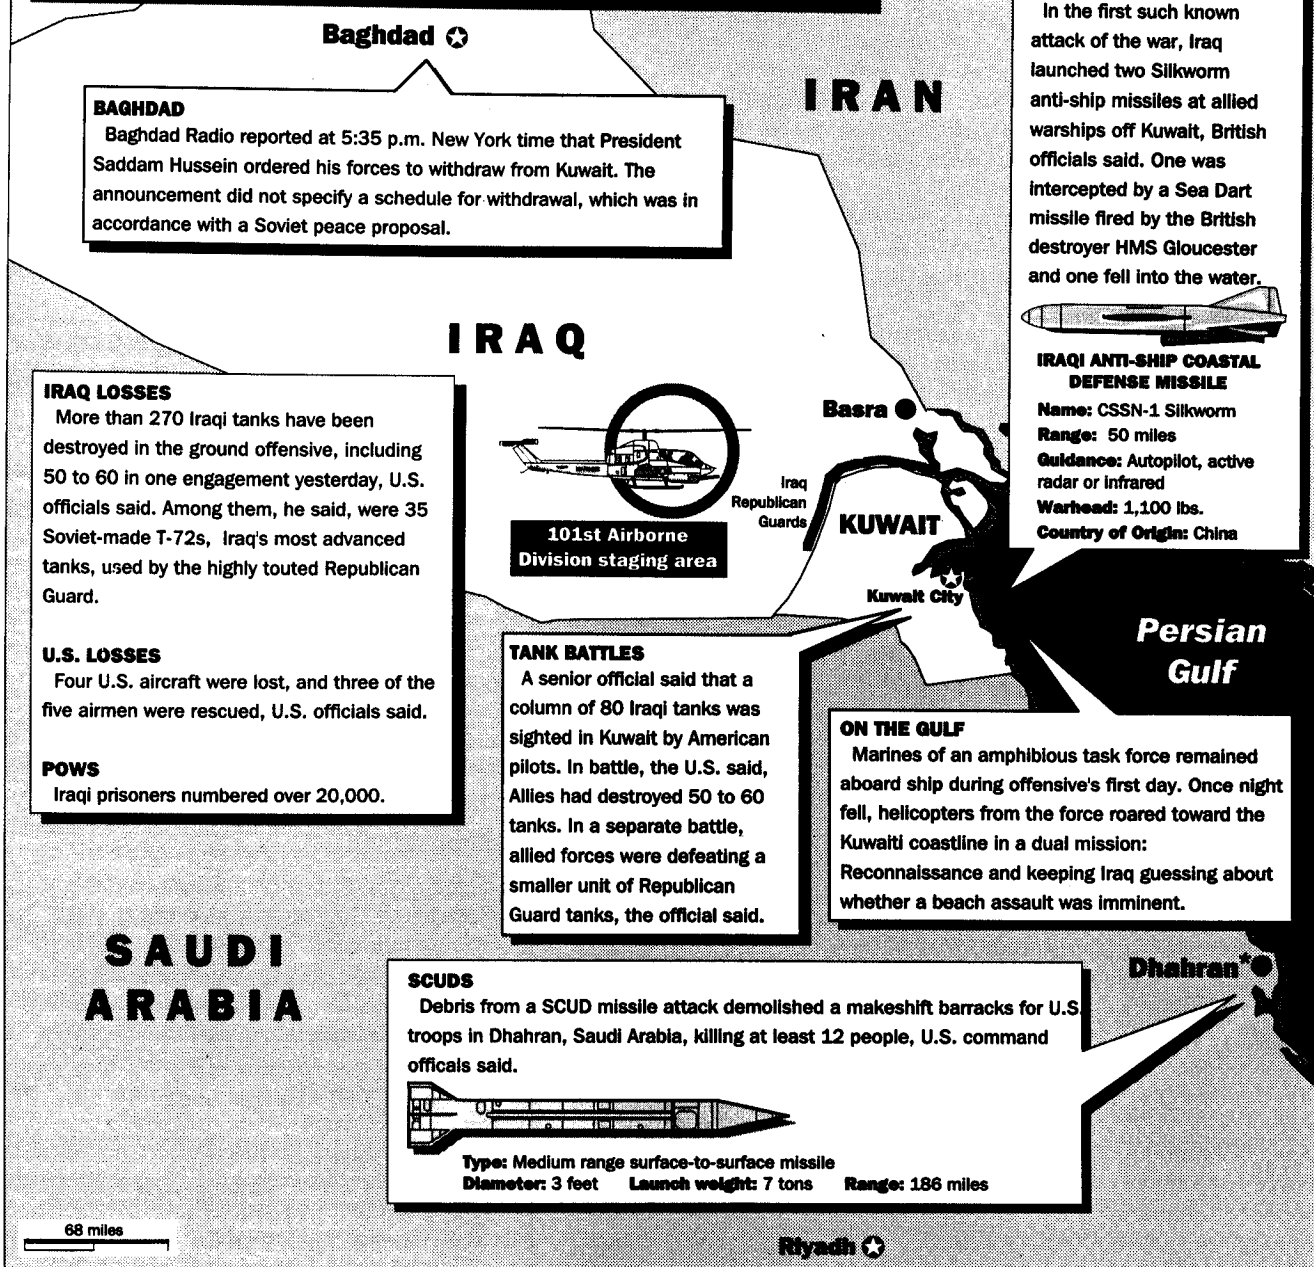 Baghdad
BAGHDAD
Baghdad Radio reported at 5:35 p.m. New York time that President
Saddam Hussein ordered his forces to withdraw from Kuwait. The
announcement did not specify a schedule for withdrawal, which was in
accordance with a Soviet peace proposal.
IRAN
In the first such known
attack of the war, Iraq
launched two Silkworm
anti-ship missiles at allied
warships off Kuwait, British
officials said. One was
intercepted by a Sea Dart
missile fired by the British
destroyer HMS Gloucester
and one fell into the water.
IRAQI ANTI-SHIP COASTAL
DEFENSE MISSILE
Name: CSSN-1 Silkworm
Range: 50 miles
Guidance: Autopilot, active
radar or infrared
Warhead: 1,100 lbs.
Country of Origin: China
IRAQ
IRAQ LOSSES
More than 270 Iraqi tanks have been
destroyed in the ground offensive, including
50 to 60 in one engagement yesterday, U.S.
officials said. Among them, he said, were 35
Soviet-made T-72s, Iraq's most advanced
tanks, used by the highly touted Republican
Guard.
U.S. LOSSES
Four U.S. aircraft were lost, and three of the
five airmen were rescued, U.S. officials said.
POWS
Iraqi prisoners numbered over 20,000.
101st Airborne
Division staging area
Basra
Iraq
Republican
Guards
KUWAIT
Kuwait City
Persian
Gulf
TANK BATTLES
A senior official said that a
column of 80 Iraqi tanks was
sighted in Kuwait by American
pilots. In battle, the U.S. said,
Allies had destroyed 50 to 60
tanks. In a separate battle,
allied forces were defeating a
smaller unit of Republican
Guard tanks, the official said.
ON THE GULF
Marines of an amphibious task force remained
aboard ship during offensive's first day. Once night
fell, helicopters from the force roared toward the
Kuwaiti coastline in a dual mission:
Reconnaissance and keeping Iraq guessing about
whether a beach assault was imminent.
SAUDI
ARABIA
Dhahran*
SCUDS
Debris from a SCUD missile attack demolished a makeshift barracks for U.S.
troops in Dhahran, Saudi Arabia, killing at least 12 people, U.S. command
officals said.
Type: Medium range surface-to-surface missile
Diameter: 3 feet Launch weight: 7 tons Range: 186 miles
68 miles
Riyadh